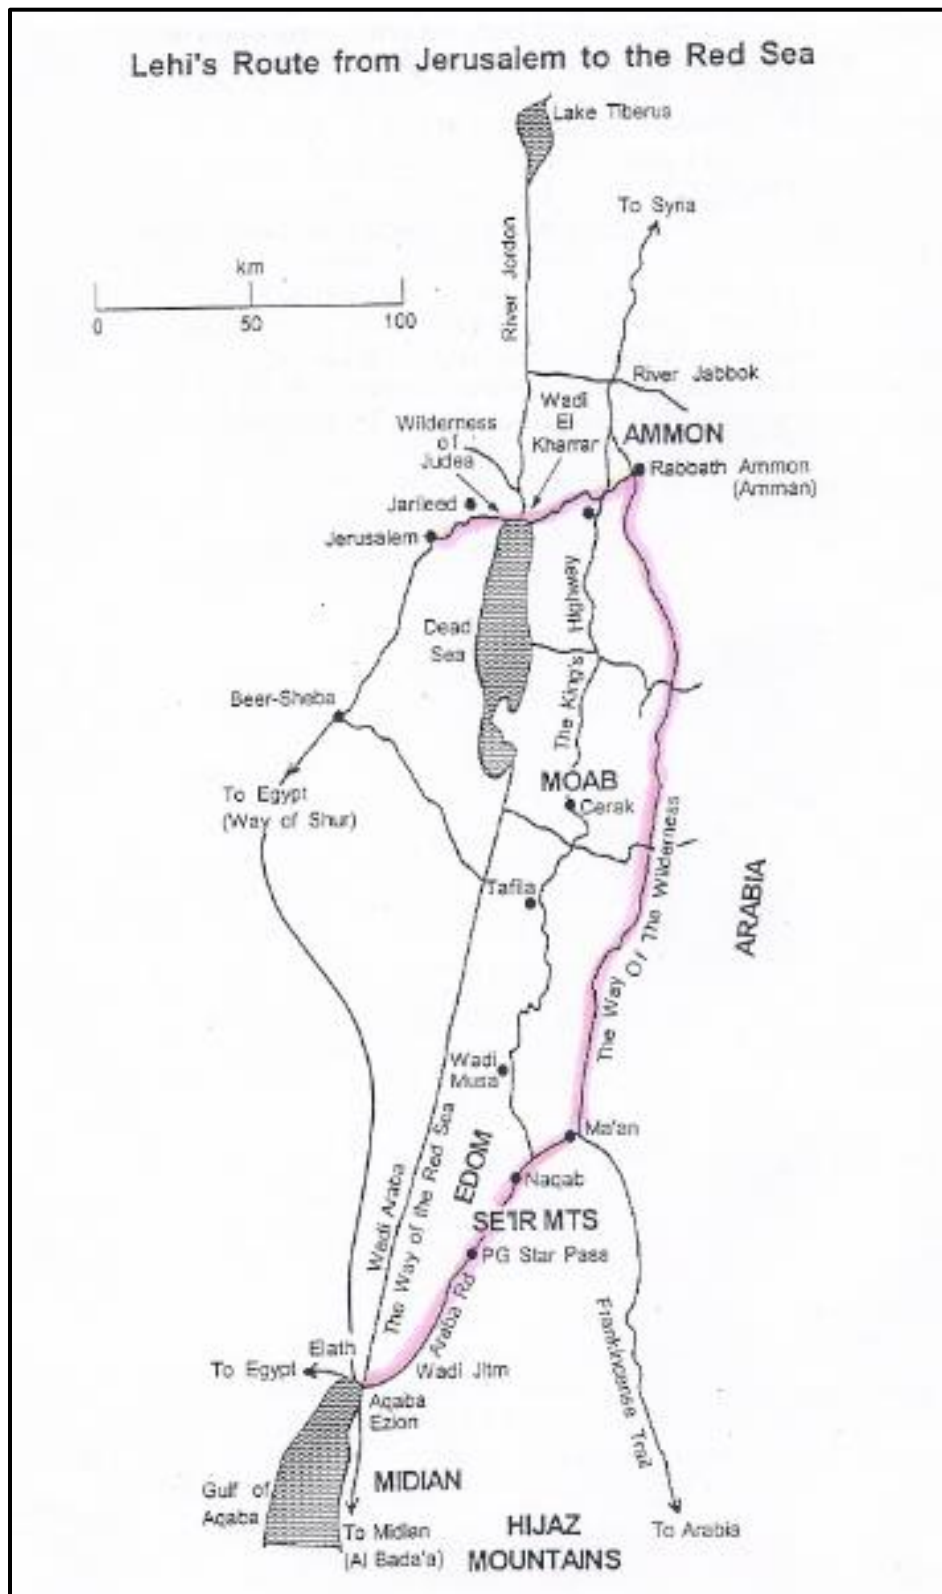 Lehi's Route from Jerusalem to the Red Sea
Lake Tiberus
To Syria
River Jordon
km
0
50
100
River Jabbok
Wadi
El
Kharrar
Wilderness
of
Judea
AMMON
Rabbath Ammon
(Amman)
Jarileed
Jerusalem
The King's Highway
Dead
Sea
Beer-Sheba
To Egypt
(Way of Shur)
MOAB
Cerak
The Way Of The Wilderness
ARABIA
Tafila
Wadi
Musa
Ma'an
Wadi Araba
The Way of the Red Sea
EDOM
Naqab
SE'IR MTS
PG Star Pass
Araba Rd
Frankincense Trail
Elath
To Egypt
Wadi Jitm
Aqaba
Ezion
MIDIAN
Gulf of
Aqaba
To Midian
(Al Bada'a)
HIJAZ
MOUNTAINS
To Arabia